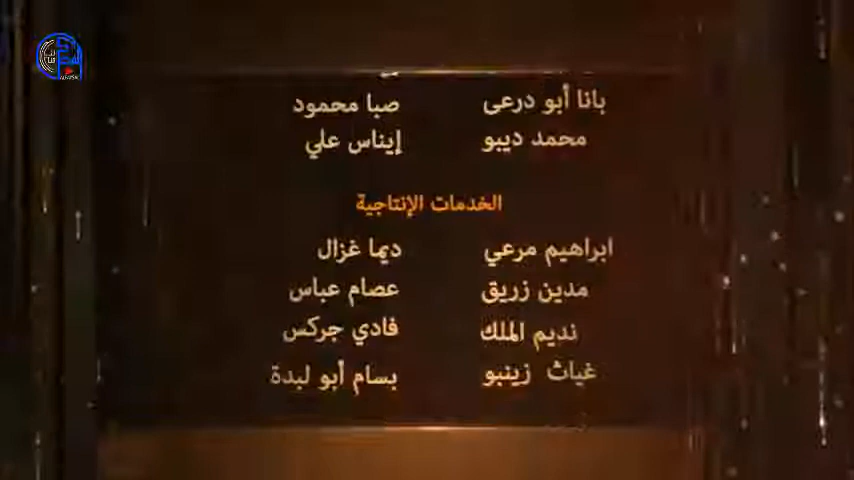 بانا أبو درعى صبا محمود
محمد ديبو إيناس علي
الخدمات الإنتاجية
ابراهيم مرعي ديما غزال
مدين زريق عصام عباس
نديم الملك فادي جركس
غياث زينبو بسام أبو لبدة